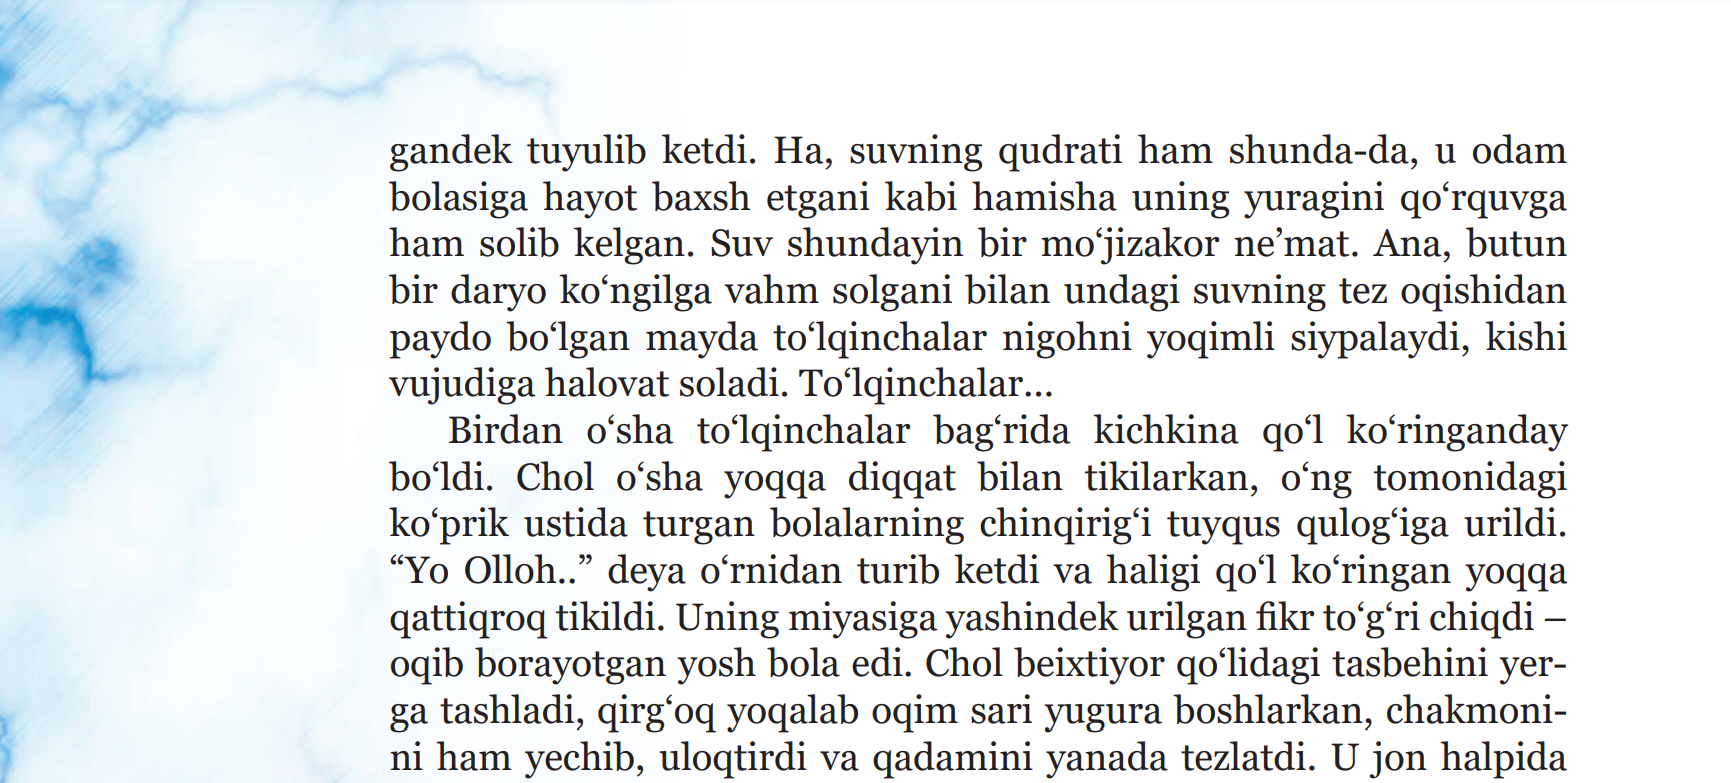 gandek tuyulib ketdi. Ha, suvning qudrati ham shunda-da, u odam
bolasiga hayot baxsh etgani kabi hamisha uning yuragini qo‘rquvga
ham solib kelgan. Suv shundayin bir mo‘jizakor ne’mat. Ana, butun
bir daryo ko‘ngilga vahm solgani bilan undagi suvning tez oqishidan
paydo bo‘lgan mayda to‘lqinchalar nigohni yoqimli siypalaydi, kishi
vujudiga halovat soladi. To‘lqinchalar...
Birdan o‘sha to‘lqinchalar bag‘rida kichkina qo‘l ko‘ringanday
bo‘ldi. Chol o‘sha yoqqa diqqat bilan tikilarkan, o‘ng tomonidagi
ko‘prik ustida turgan bolalarning chinqirig‘i tuyqus qulog‘iga urildi.
“Yo Olloh..” deya o‘rnidan turib ketdi va haligi qo‘l ko‘ringan yoqqa
qattiqroq tikildi. Uning miyasiga yashindek urilgan fikr to‘g‘ri chiqdi –
oqib borayotgan yosh bola edi. Chol beixtiyor qo‘lidagi tasbehini yer-
ga tashladi, qirg‘oq yoqalab oqim sari yugura boshlarkan, chakmoni-
ni ham yechib, uloqtirdi va qadamini yanada tezlatdi. U jon halpida